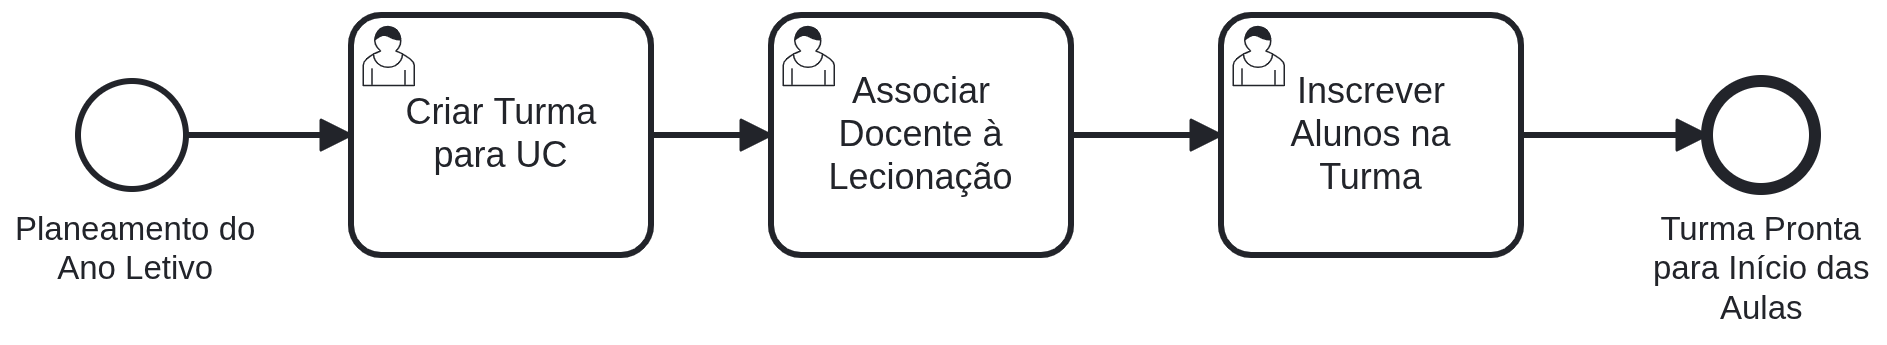 Planeamento do
Ano Letivo
Criar Turma
para UC
Associar
Docente à
Lecionação
Inscrever
Alunos na
Turma
Turma Pronta
para Início das
Aulas